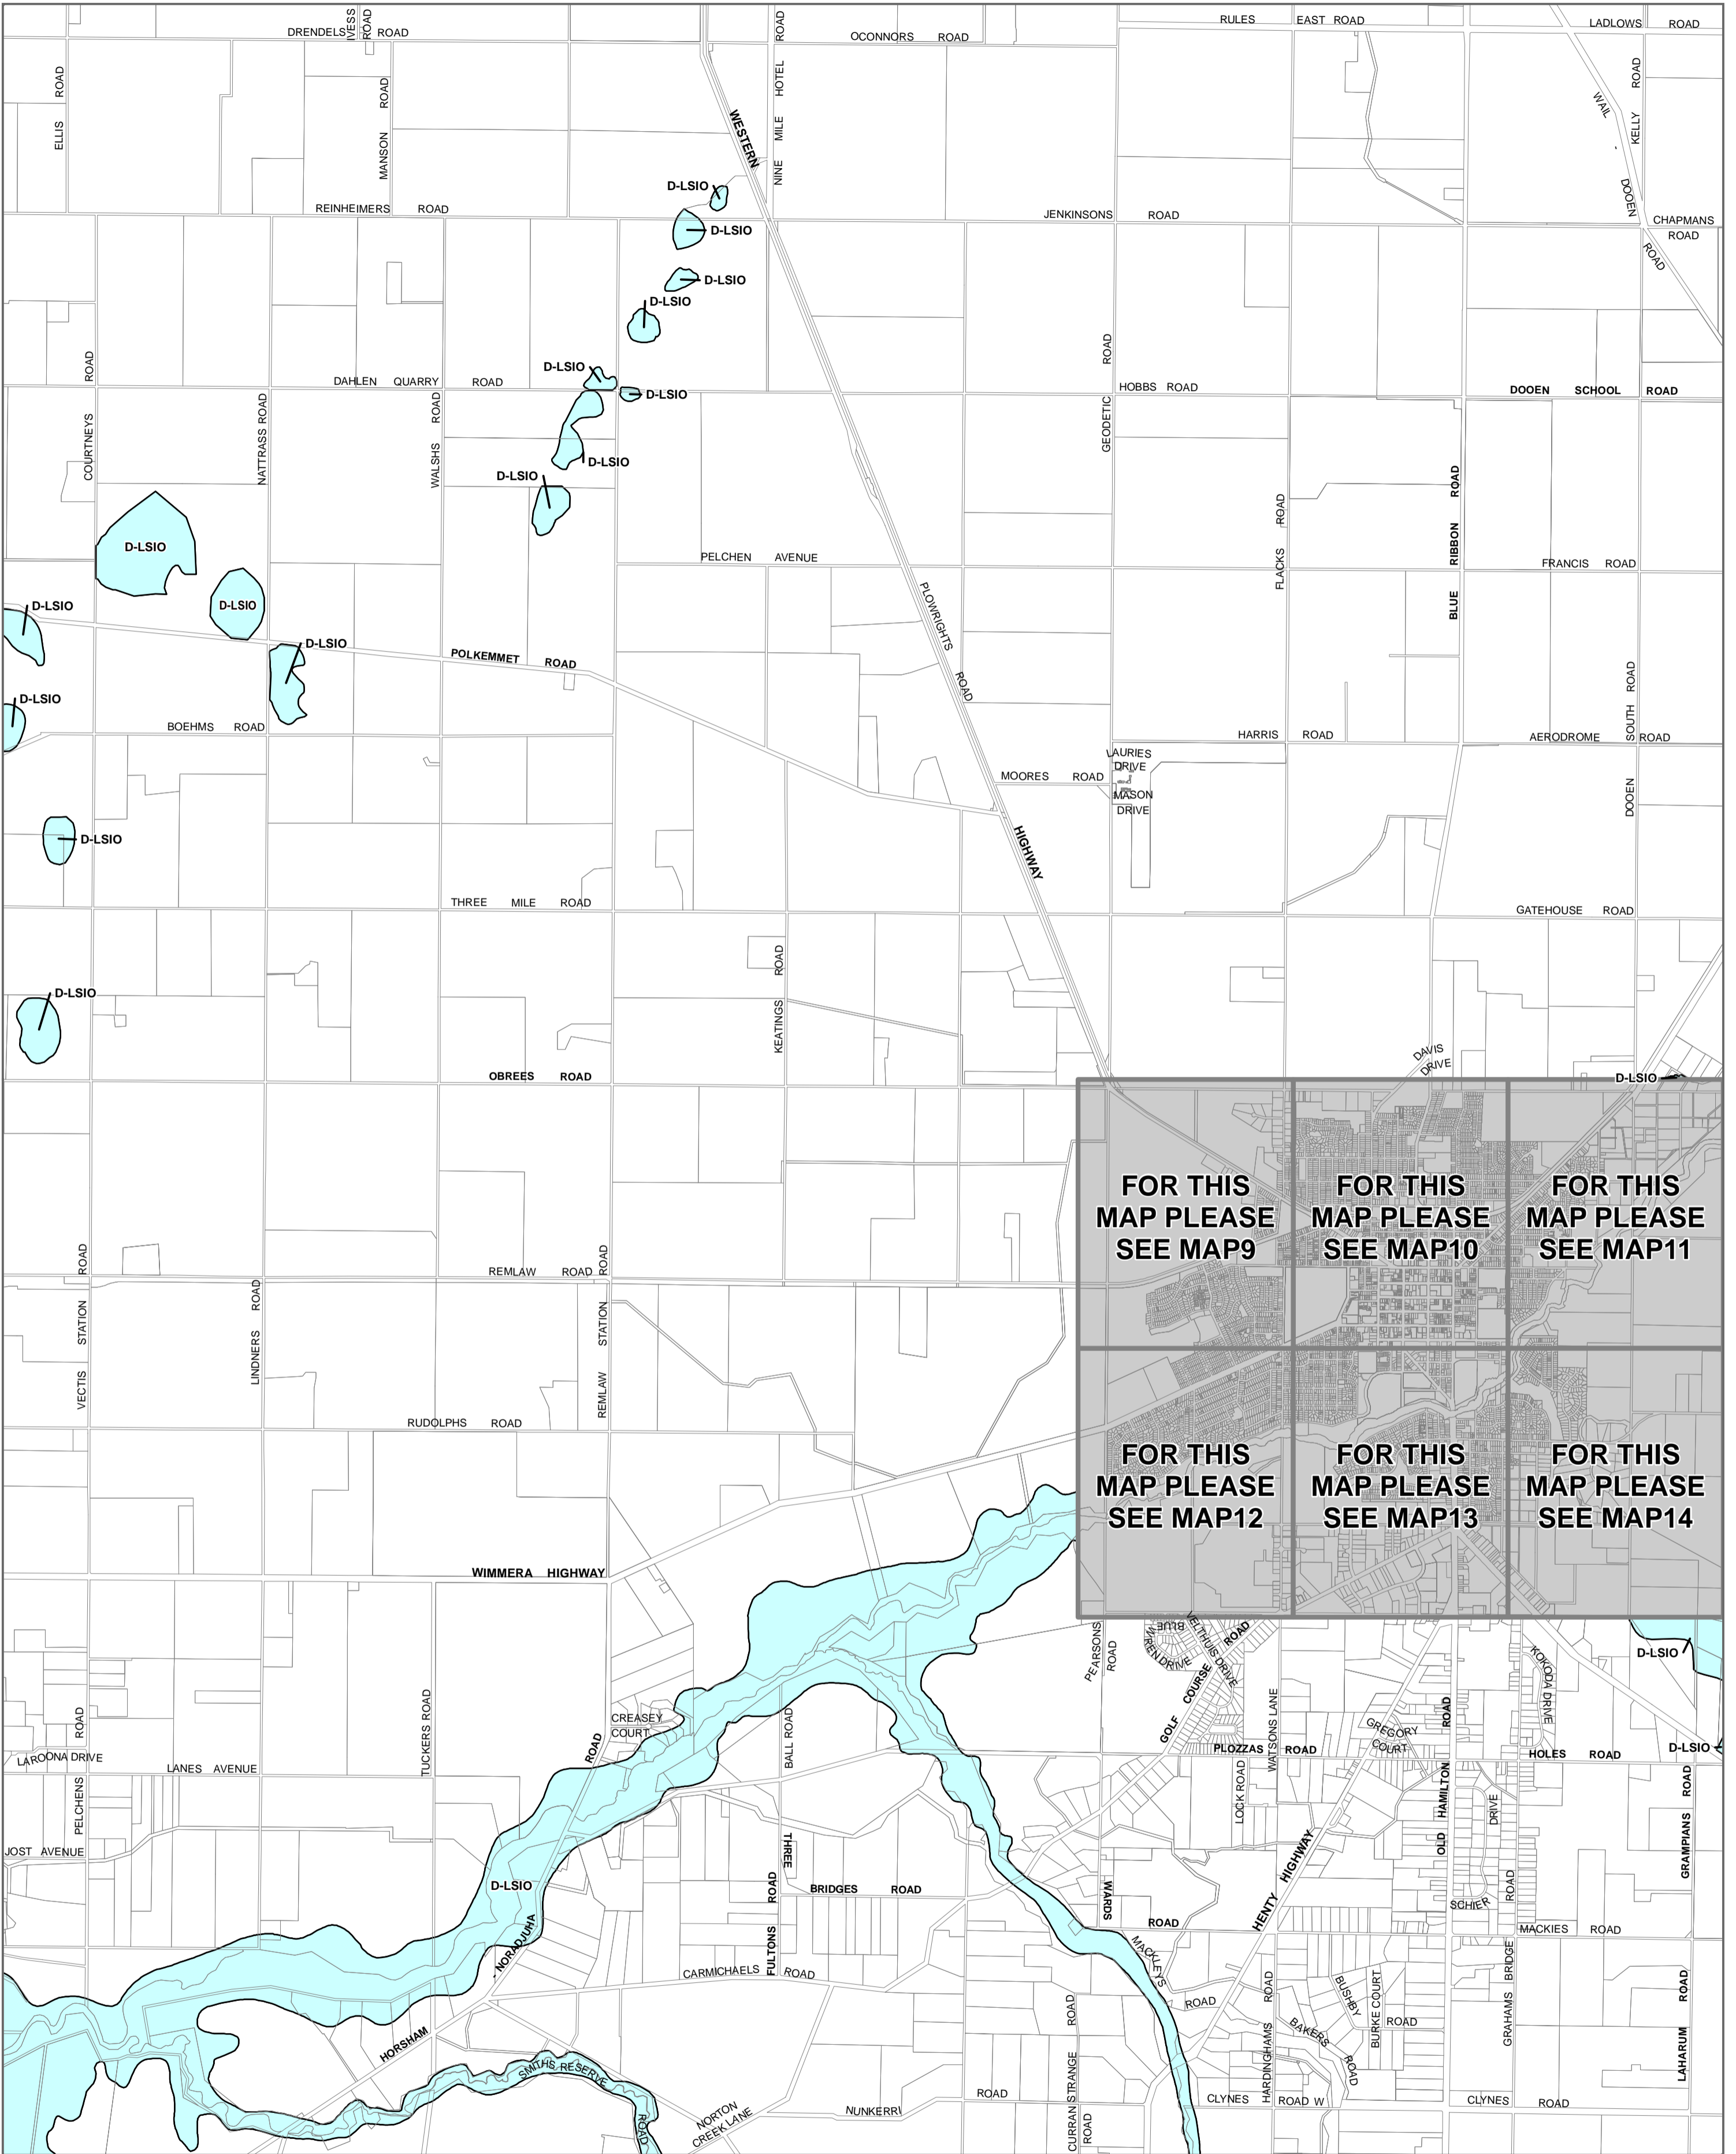 DRENDELS ROAD
IVESS ROAD
OCONNORS ROAD
ROAD
RULES EAST ROAD
LADLOWS ROAD
ELLIS ROAD
MANSON ROAD
WESTERN
NINE MILE HOTEL
WAIL
-
DOOEN
ROAD
KELLY ROAD
D-LSIO
REINHEIMERS ROAD
D-LSIO
JENKINSONS ROAD
CHAPMANS
ROAD
D-LSIO
D-LSIO
COURTNEYS ROAD
NATTRASS ROAD
DAHLEN QUARRY ROAD
WALSHS ROAD
D-LSIO
D-LSIO
GEODETIC ROAD
HOBBS ROAD
DOOEN SCHOOL ROAD
D-LSIO
D-LSIO
FLACKS ROAD
BLUE RIBBON ROAD
D-LSIO
PELCHEN AVENUE
FRANCIS ROAD
D-LSIO
D-LSIO
PLOWRIGHTS ROAD
D-LSIO
POLKEMMET ROAD
D-LSIO
BOEHMS ROAD
HARRIS ROAD
AERODROME ROAD
DOOEN SOUTH ROAD
LAURIES
DRIVE
MOORES ROAD
MASON
DRIVE
D-LSIO
HIGHWAY
THREE MILE ROAD
GATEHOUSE ROAD
KEATINGS ROAD
D-LSIO
OBREES ROAD
DAVIS
DRIVE
D-LSIO
FOR THIS
MAP PLEASE
SEE MAP9
FOR THIS
MAP PLEASE
SEE MAP10
FOR THIS
MAP PLEASE
SEE MAP11
VECTIS STATION ROAD
LINDNERS ROAD
REMLAW ROAD
REMLAW STATION ROAD
RUDOLPHS ROAD
FOR THIS
MAP PLEASE
SEE MAP12
FOR THIS
MAP PLEASE
SEE MAP13
FOR THIS
MAP PLEASE
SEE MAP14
WIMMERA HIGHWAY
PEARSONS
ROAD
BLUE
WREN DRIVE
VELTHUIS DRIVE
GOLF COURSE ROAD
KOKODA DRIVE
D-LSIO
TUCKERS ROAD
CREASEY
COURT
WATSONS LANE
GREGORY
COURT
PLOZZAS ROAD
HOLES ROAD
D-LSIO
LAROONA DRIVE
LANES AVENUE
PELCHENS ROAD
BALL ROAD
LOCK ROAD
OLD HAMILTON ROAD
DRIVE
GRAMPIANS ROAD
JOST AVENUE
THREE
BRIDGES ROAD
D-LSIO
HENTY HIGHWAY
SCHIER
WARDS
ROAD
MACKIES ROAD
HORSHAM - NORADJUHA ROAD
FULTONS ROAD
CARMICHAELS ROAD
MACKLEYS
ROAD
HARDINGHAMS ROAD
BUSHBY
ROAD
BURKE COURT
BAKERS
ROAD
GRAHAMS BRIDGE ROAD
LAHARUM ROAD
SMITHS RESERVE
ROAD
NORTON
CREEK LANE
NUNKERRI
ROAD
CURRAN STRANGE ROAD
ROAD
CLYNES ROAD W
CLYNES ROAD